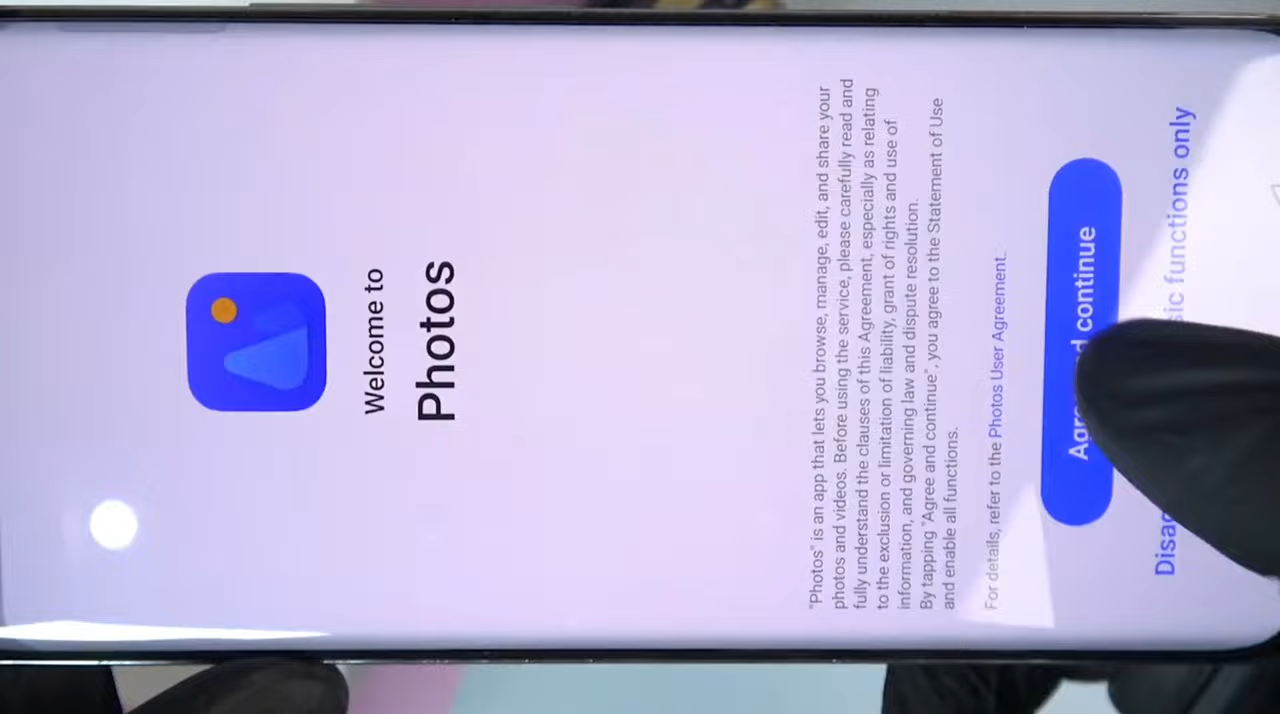 Welcome to
Photos
"Photos" is an app that lets you browse, manage, edit, and share your
photos and videos. Before using the service, please carefully read and
fully understand the clauses of this Agreement, especially as relating
to the exclusion or limitation of liability, grant of rights and use of
information, and governing law and dispute resolution.
By tapping "Agree and continue", you agree to the Statement of Use
and enable all functions.
For details, refer to the Photos User Agreement.
continue
functions only